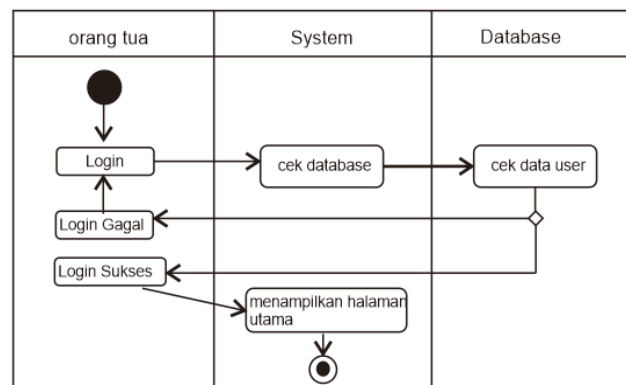 orang tua
System
Database
Login
cek database
cek data user
Login Gagal
Login Sukses
menampilkan halaman
utama